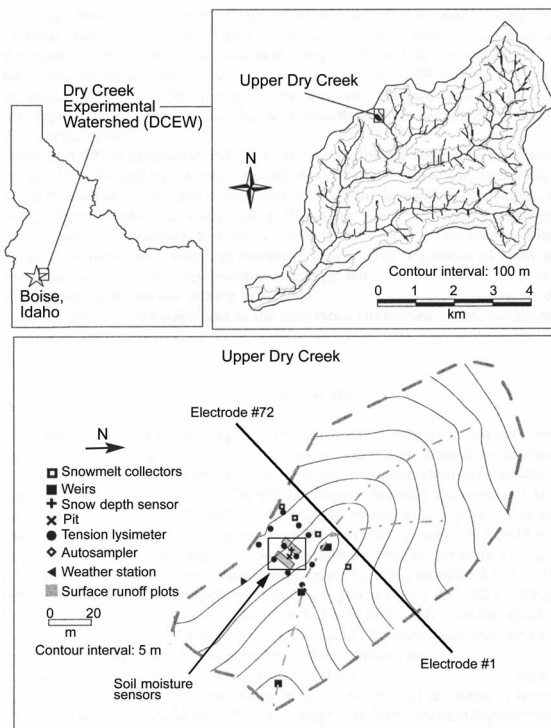 Dry Creek
Experimental
Watershed (DCEW)
Boise,
Idaho
Upper Dry Creek
N
Contour interval: 100 m
0 1 2 3 4
km
Upper Dry Creek
Electrode #72
N
Snowmelt collectors
Weirs
Snow depth sensor
Pit
Tension lysimeter
Autosampler
Weather station
Surface runoff plots
0 20
m
Contour interval: 5 m
Soil moisture
sensors
Electrode #1